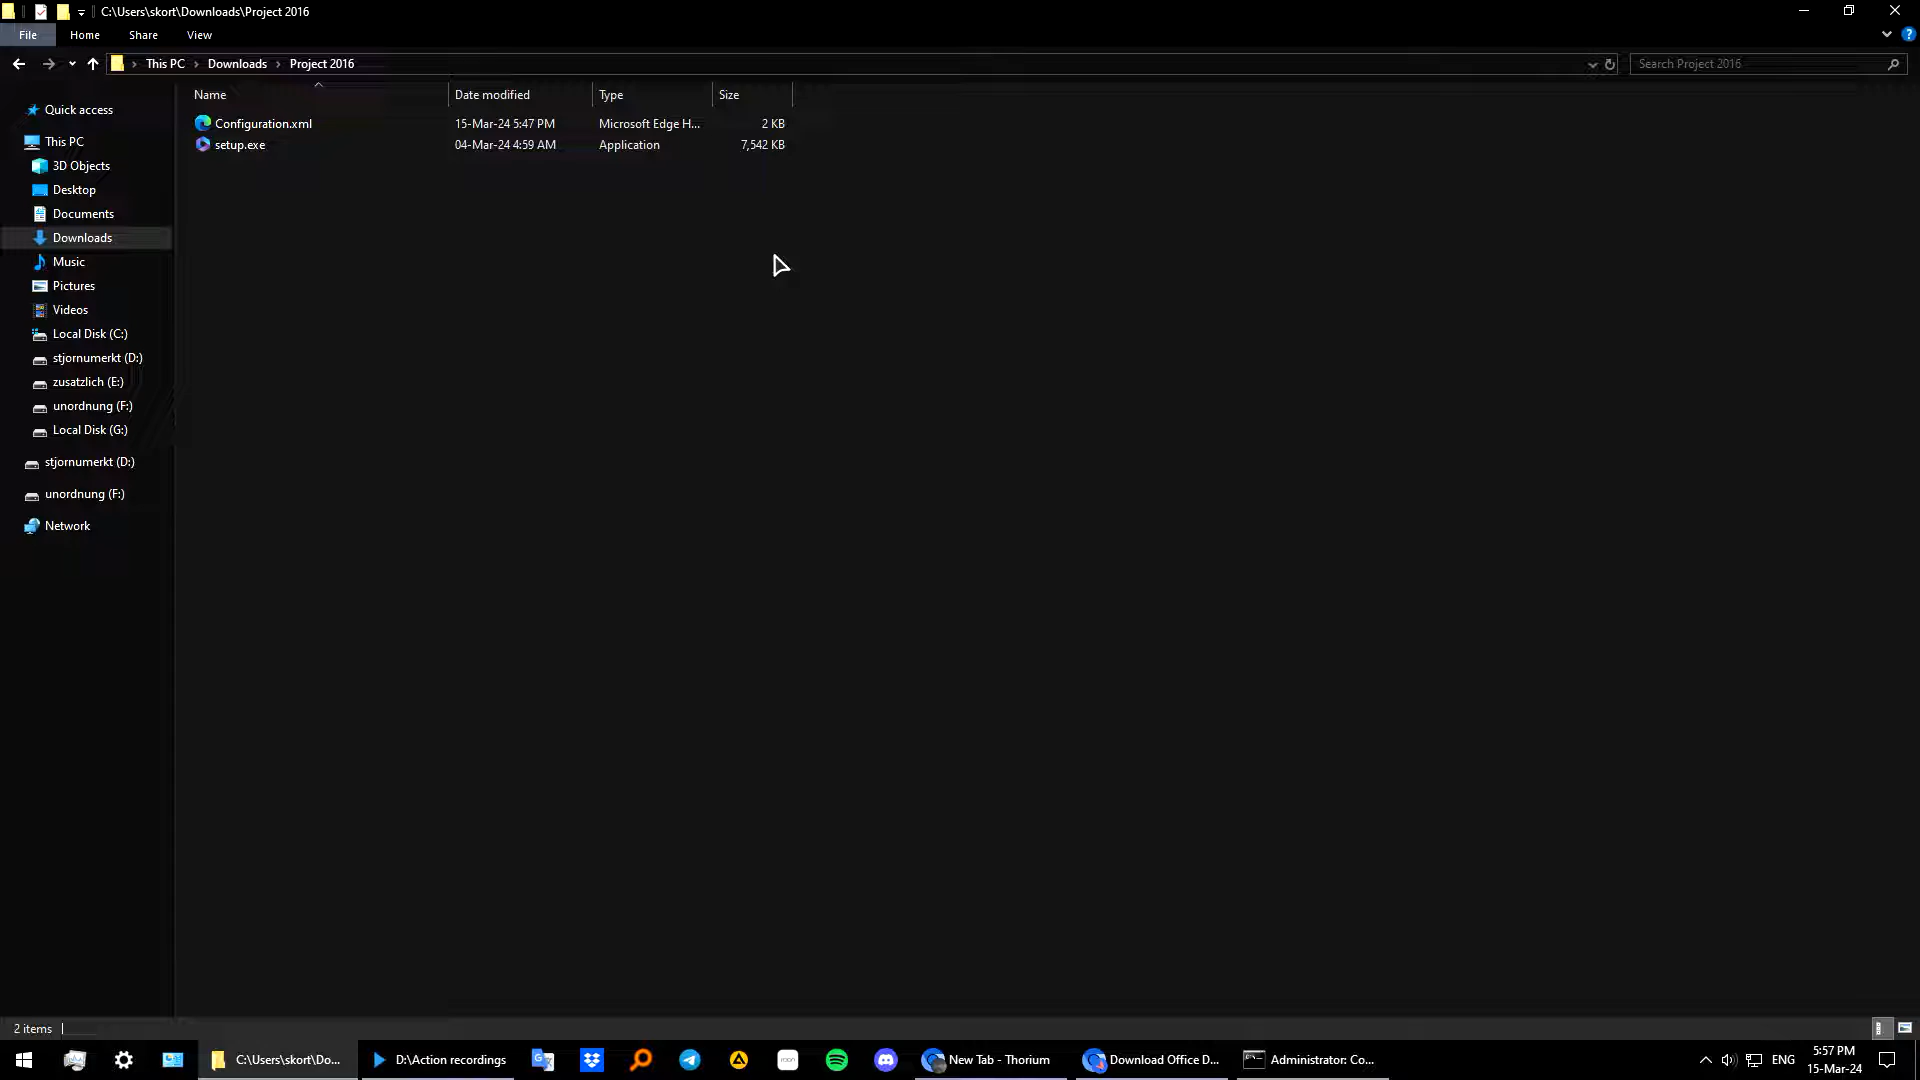 C:\Users\skort\Downloads\Project 2016
File Home Share View
This PC Downloads Project 2016 Search Project 2016
Name Date modified Type Size
Configuration.xml 15-Mar-24 5:47 PM Microsoft Edge H... 2 KB
setup.exe 04-Mar-24 4:59 AM Application 7,542 KB
Quick access
This PC
3D Objects
Desktop
Documents
Downloads
Music
Pictures
Videos
Local Disk (C:)
stjornumerkt (D:)
zusatzlich (E:)
unordnung (F:)
Local Disk (G:)
stjornumerkt (D:)
unordnung (F:)
Network
2 items
C:\Users\skort\Do... D:\Action recordings New Tab - Thorium Download Office D... Administrator: Co... ENG 5:57 PM
15-Mar-24